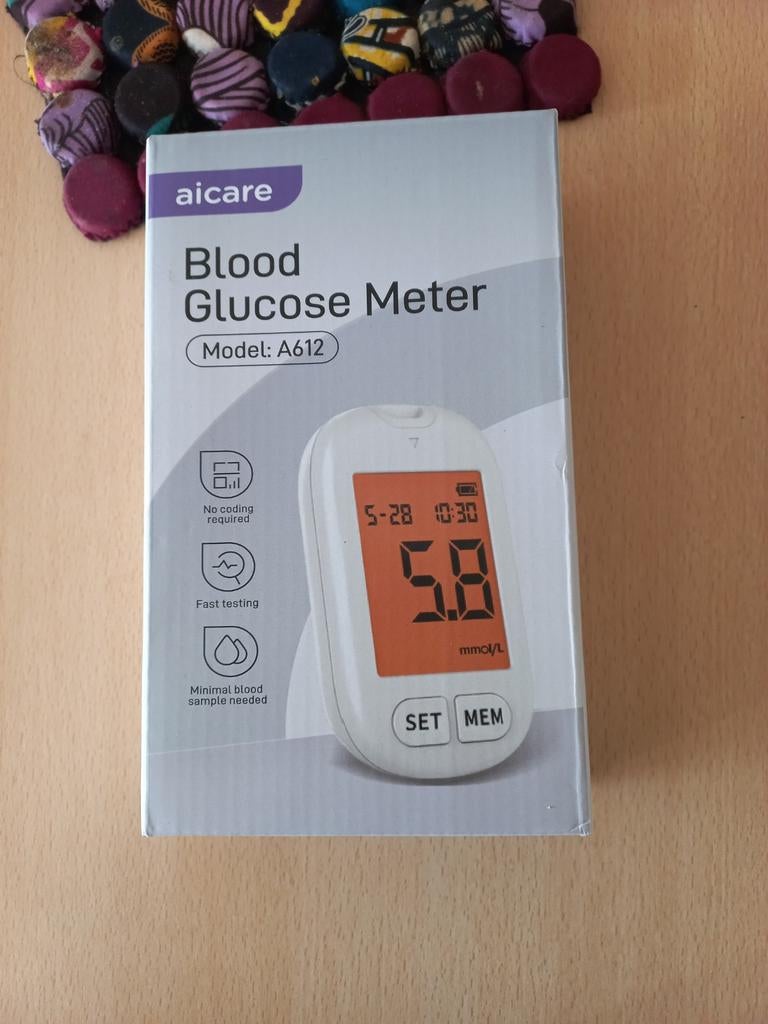 aicare
Blood
Glucose Meter
Model: A612
No coding
required
Fast testing
Minimal blood
sample needed
5-28 10:30
5.8
mmol/L
SET MEM